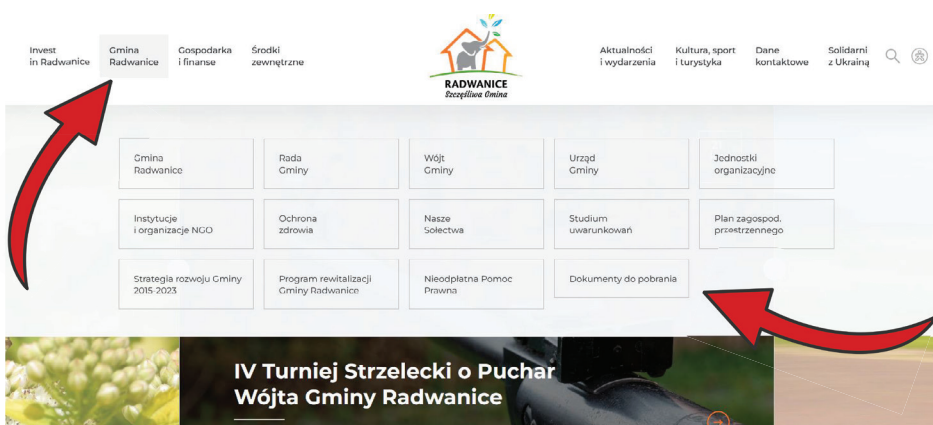 Invest
in Radwanice
Gmina
Radwanice
Gospodarka
i finanse
Środki
zewnętrzne
RADWANICE
Szczęśliwa Gmina
Aktualności
i wydarzenia
Kultura, sport
i turystyka
Dane
kontaktowe
Solidarni
z Ukrainą
Gmina
Radwanice
Rada
Gminy
Wójt
Gminy
Urząd
Gminy
Jednostki
organizacyjne
Instytucje
i organizacje NGO
Ochrona
zdrowia
Nasze
Sołectwa
Studium
uwarunkowań
Plan zagospod.
przestrzennego
Strategia rozwoju Gminy
2015-2023
Program rewitalizacji
Gminy Radwanice
Nieodpłatna Pomoc
Prawna
Dokumenty do pobrania
IV Turniej Strzelecki o Puchar
Wójta Gminy Radwanice